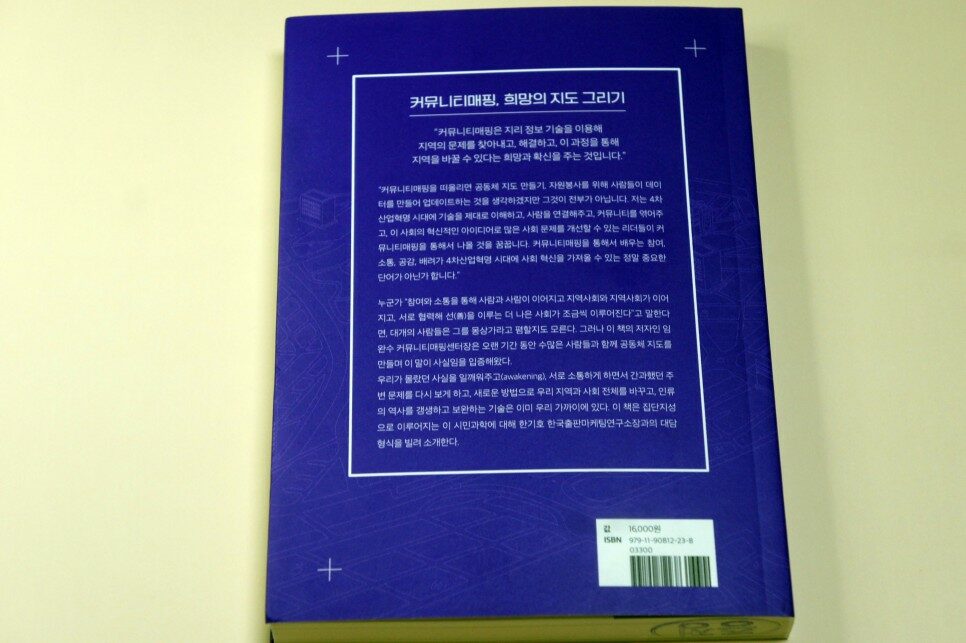 커뮤니티매핑, 희망의 지도 그리기
"커뮤니티매핑은 지리 정보 기술을 이용해
지역의 문제를 찾아내고, 해결하고, 이 과정을 통해
지역을 바꿀 수 있다는 희망과 확신을 주는 것입니다."
"커뮤니티매핑을 떠올리면 공동체 지도 만들기, 자원봉사를 위해 사람들이 데이
터를 만들어 업데이트하는 것을 생각하겠지만 그것이 전부가 아닙니다. 저는 4차
산업혁명 시대에 기술을 제대로 이해하고, 사람을 연결해주고, 커뮤니티를 엮어주
고, 이 사회의 혁신적인 아이디어로 많은 사회 문제를 개선할 수 있는 리더들이 커
뮤니티매핑을 통해서 나올 것을 꿈꿉니다. 커뮤니티매핑을 통해서 배우는 참여,
소통, 공감, 배려가 4차산업혁명 시대에 사회 혁신을 가져올 수 있는 정말 중요한
단어가 아닌가 합니다."
누군가 "참여와 소통을 통해 사람과 사람이 이어지고 지역사회와 지역사회가 이어
지고, 서로 협력해 선(善)을 이루는 더 나은 사회가 조금씩 이루어진다"고 말한다
면, 대개의 사람들은 그를 몽상가라고 폄할지도 모른다. 그러나 이 책의 저자인 임
완수 커뮤니티매핑센터장은 오랜 기간 동안 수많은 사람들과 함께 공동체 지도를
만들며 이 말이 사실임을 입증해왔다.
우리가 몰랐던 사실을 일깨워주고(awakening), 서로 소통하게 하면서 간과했던 주
변 문제를 다시 보게 하고, 새로운 방법으로 우리 지역과 사회 전체를 바꾸고, 인류
의 역사를 갱생하고 보완하는 기술은 이미 우리 가까이에 있다. 이 책은 집단지성
으로 이루어지는 이 시민과학에 대해 한기호 한국출판마케팅연구소장과의 대담
형식을 빌려 소개한다.
값 16,000원
ISBN 979-11-90812-23-8
03300